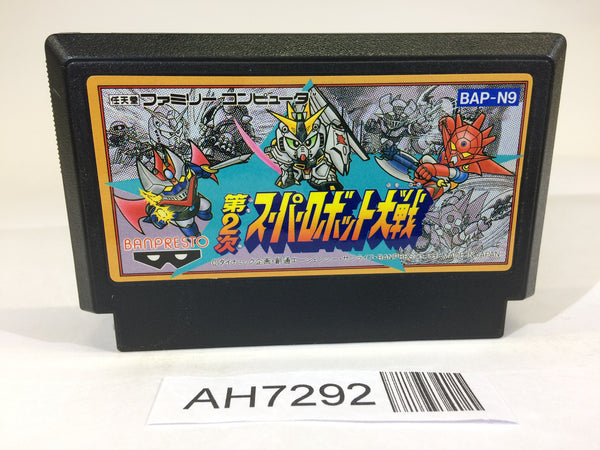 任天堂 ファミリーコンピュータ
BAP-N9
第2次
スーパーロボット大戦
BANPRESTO
AH7292